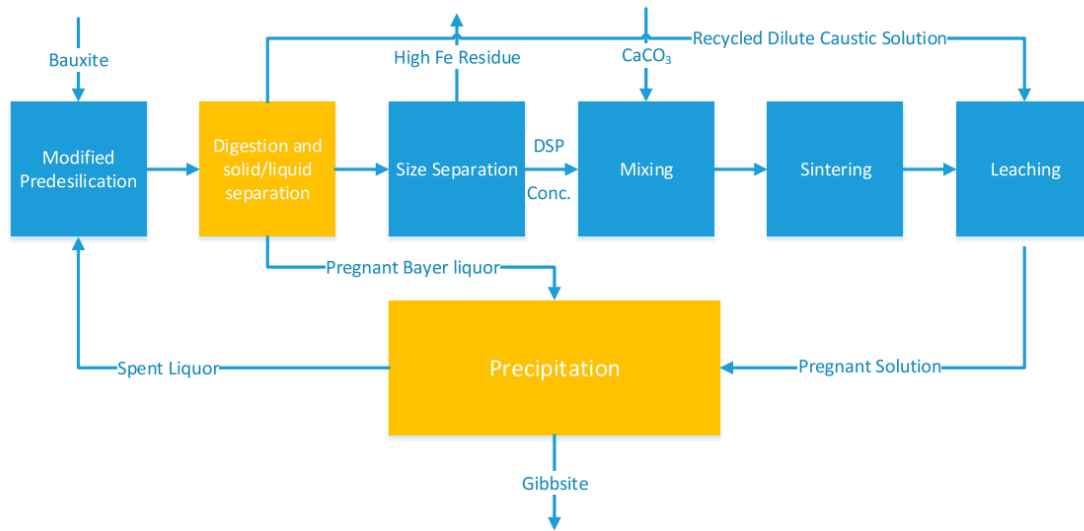 Bauxite
High Fe Residue
CaCO₃
Recycled Dilute Caustic Solution
Modified
Predesilication
Digestion and
solid/liquid
separation
Size Separation
DSP
Conc.
Mixing
Sintering
Leaching
Pregnant Bayer liquor
Spent Liquor
Precipitation
Pregnant Solution
Gibbsite